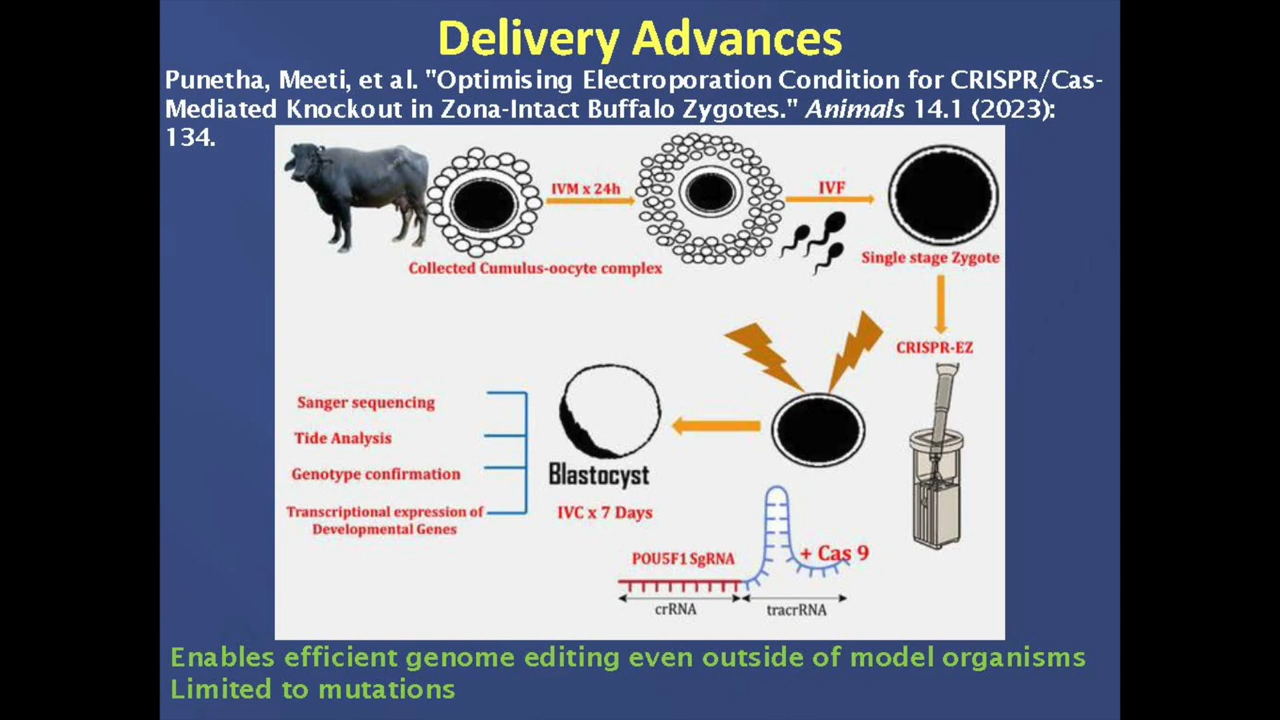 Delivery Advances
Punetha, Meeti, et al. "Optimising Electroporation Condition for CRISPR/Cas-
Mediated Knockout in Zona-Intact Buffalo Zygotes." Animals 14.1 (2023):
134.
IVM x 24h
IVF
Collected Cumulus-oocyte complex
Single stage Zygote
CRISPR-EZ
Sanger sequencing
Tide Analysis
Genotype confirmation
Transcriptional expression of
Developmental Genes
Blastocyst
IVC x 7 Days
POU5F1 SgRNA
+ Cas 9
crRNA
tracrRNA
Enables efficient genome editing even outside of model organisms
Limited to mutations